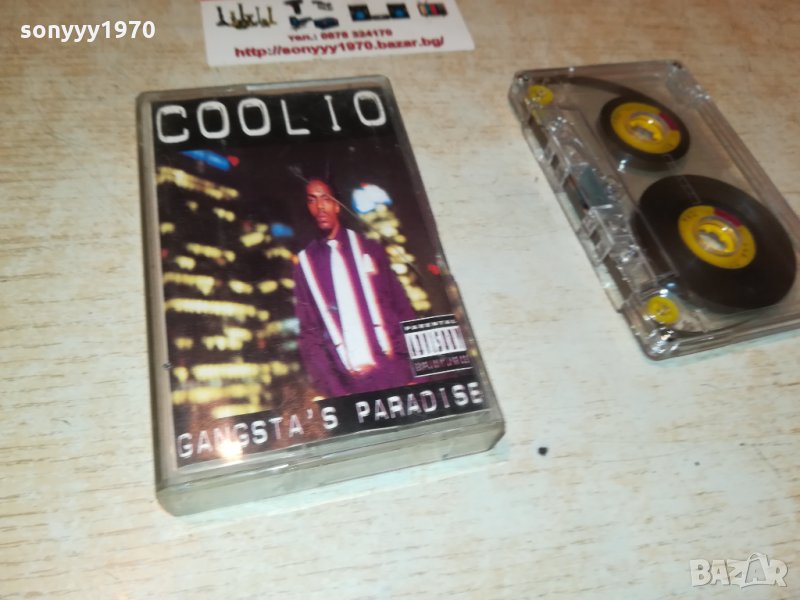 sonyyy1970
тел.: 0878 324170
http://sonyyy1970.bazar.bg/
COOLIO
PARENTAL
ADVISORY
GANGSTA'S PARADISE
BAZAR